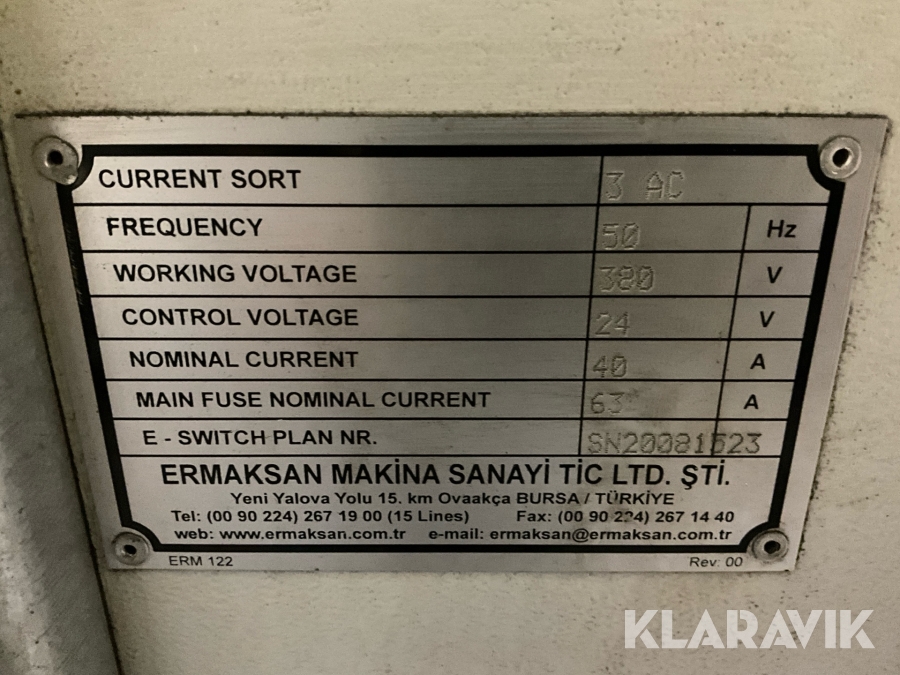 CURRENT SORT 3 AC
FREQUENCY 50 Hz
WORKING VOLTAGE 380 V
CONTROL VOLTAGE 24 V
NOMINAL CURRENT 40 A
MAIN FUSE NOMINAL CURRENT 63 A
E - SWITCH PLAN NR. SN20081523
ERMAKSAN MAKİNA SANAYİ TİC LTD. ŞTİ.
Yeni Yalova Yolu 15. km Ovaakça BURSA / TÜRKİYE
Tel: (00 90 224) 267 19 00 (15 Lines) Fax: (00 90 224) 267 14 40
web: www.ermaksan.com.tr e-mail: ermaksan@ermaksan.com.tr
ERM 122 Rev: 00
KLARAVIK